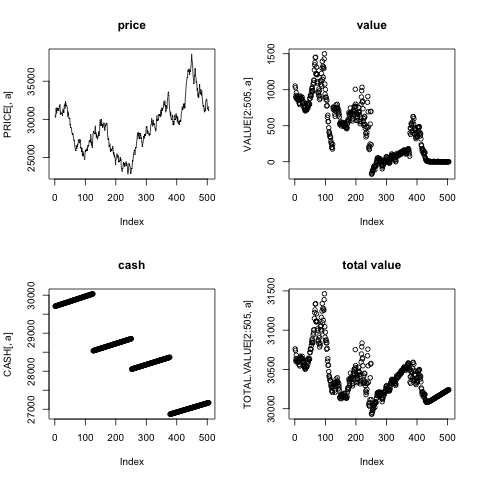 price
PRICE[, a]
25000 30000 35000
0 100 200 300 400 500
Index
value
VALUE[2:505, a]
0 500 1000 1500
0 100 200 300 400 500
Index
cash
CASH[, a]
27000 28000 29000 30000
0 100 200 300 400 500
Index
total value
TOTAL.VALUE[2:505, a]
30000 30500 31000 31500
0 100 200 300 400 500
Index